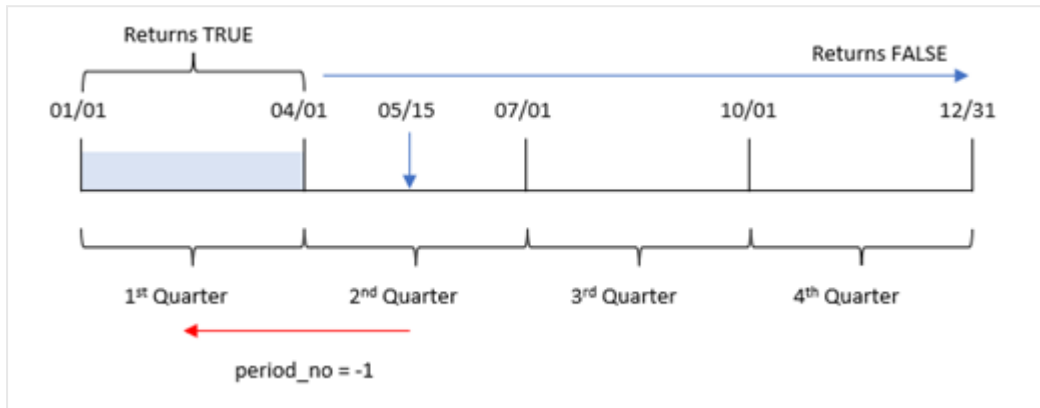 Returns TRUE
Returns FALSE
01/01 04/01 05/15 07/01 10/01 12/31
1st Quarter 2nd Quarter 3rd Quarter 4th Quarter
period_no = -1